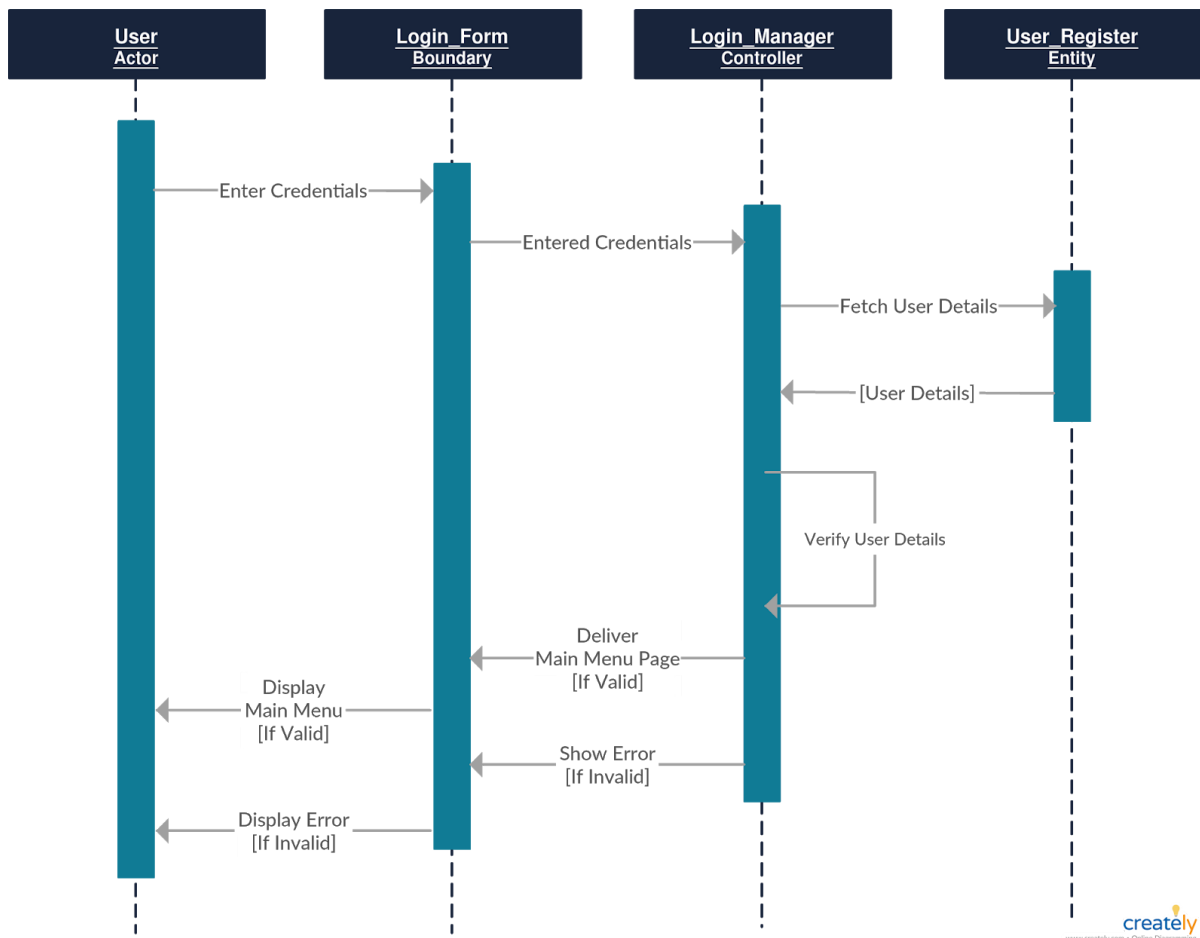 User
Actor
Login_Form
Boundary
Login_Manager
Controller
User_Register
Entity
Enter Credentials
Entered Credentials
Fetch User Details
[User Details]
Verify User Details
Deliver
Main Menu Page
[If Valid]
Display
Main Menu
[If Valid]
Show Error
[If Invalid]
Display Error
[If Invalid]
creately